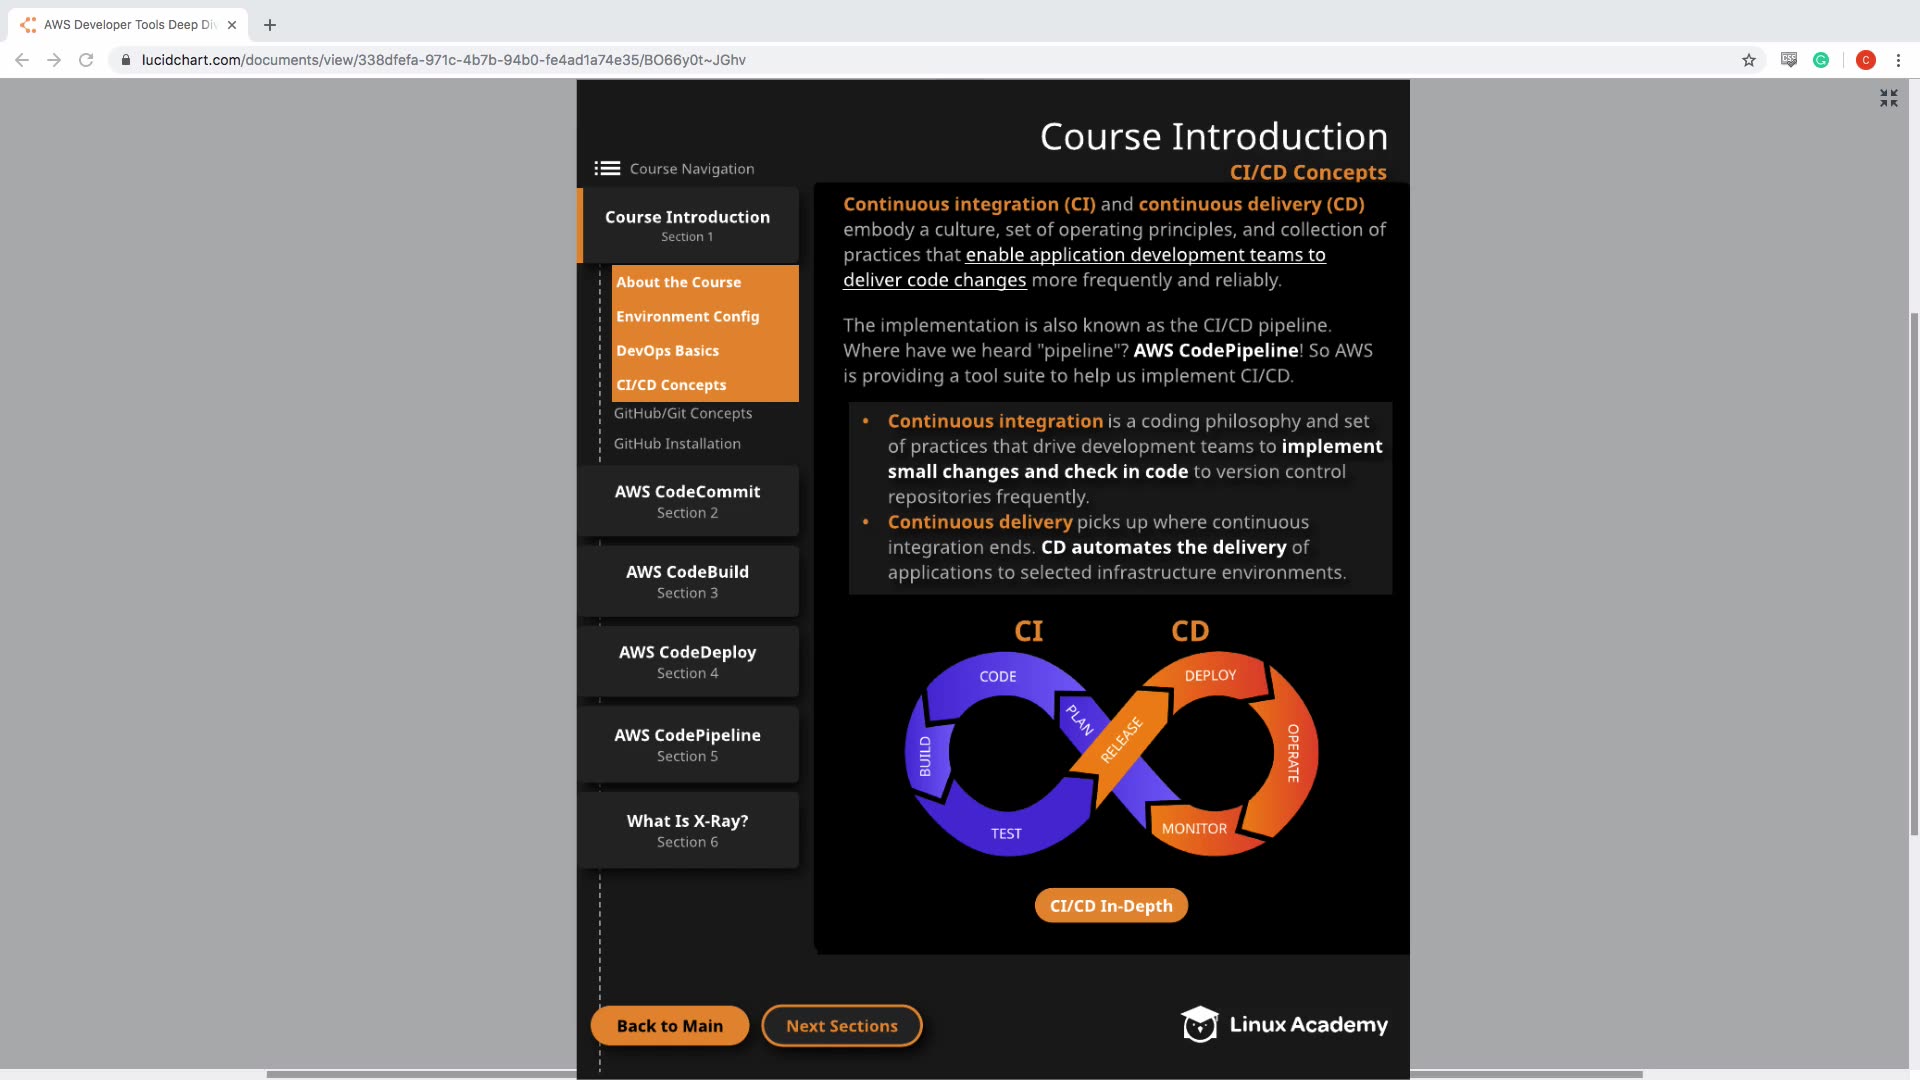 AWS Developer Tools Deep Div
lucidchart.com/documents/view/338dfefa-971c-4b7b-94b0-fe4ad1a74e35/BO66y0t~JGhv
C
Course Introduction
CI/CD Concepts
Course Navigation
Course Introduction
Section 1
About the Course
Environment Config
DevOps Basics
CI/CD Concepts
GitHub/Git Concepts
GitHub Installation
AWS CodeCommit
Section 2
AWS CodeBuild
Section 3
AWS CodeDeploy
Section 4
AWS CodePipeline
Section 5
What Is X-Ray?
Section 6
Continuous integration (CI) and continuous delivery (CD)
embody a culture, set of operating principles, and collection of
practices that enable application development teams to
deliver code changes more frequently and reliably.
The implementation is also known as the CI/CD pipeline.
Where have we heard "pipeline"? AWS CodePipeline! So AWS
is providing a tool suite to help us implement CI/CD.
• Continuous integration is a coding philosophy and set
of practices that drive development teams to implement
small changes and check in code to version control
repositories frequently.
• Continuous delivery picks up where continuous
integration ends. CD automates the delivery of
applications to selected infrastructure environments.
CI
CD
CODE
DEPLOY
PLAN
RELEASE
BUILD
OPERATE
TEST
MONITOR
CI/CD In-Depth
Back to Main
Next Sections
Linux Academy